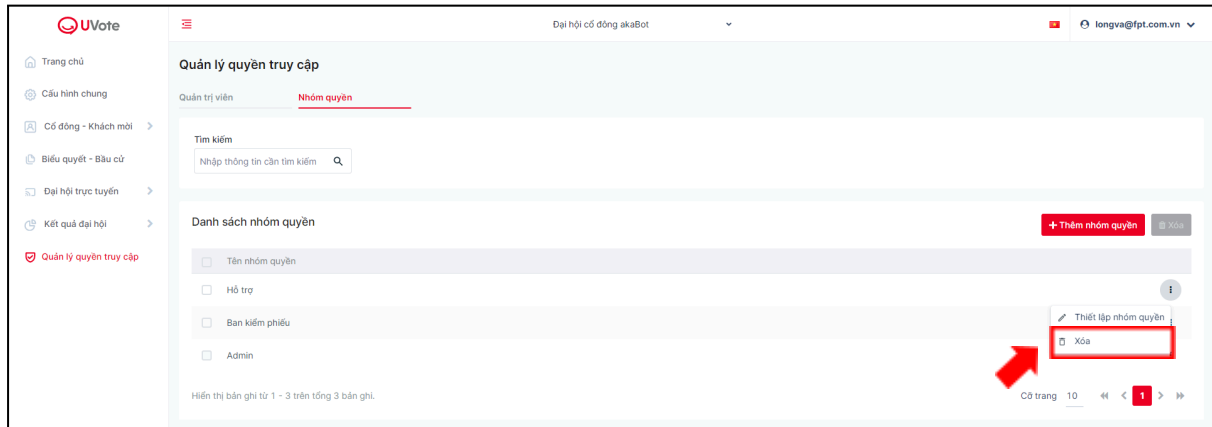 UVote
Đại hội cổ đông akaBot
longva@fpt.com.vn
Trang chủ
Cấu hình chung
Cổ đông - Khách mời
Biểu quyết - Bầu cử
Đại hội trực tuyến
Kết quả đại hội
Quản lý quyền truy cập
Quản lý quyền truy cập
Quản trị viên
Nhóm quyền
Tìm kiếm
Nhập thông tin cần tìm kiếm
Danh sách nhóm quyền
+ Thêm nhóm quyền
Xóa
Tên nhóm quyền
Hỗ trợ
Ban kiểm phiếu
Thiết lập nhóm quyền
Xóa
Admin
Hiển thị bản ghi từ 1 - 3 trên tổng 3 bản ghi.
Cỡ trang 10
1